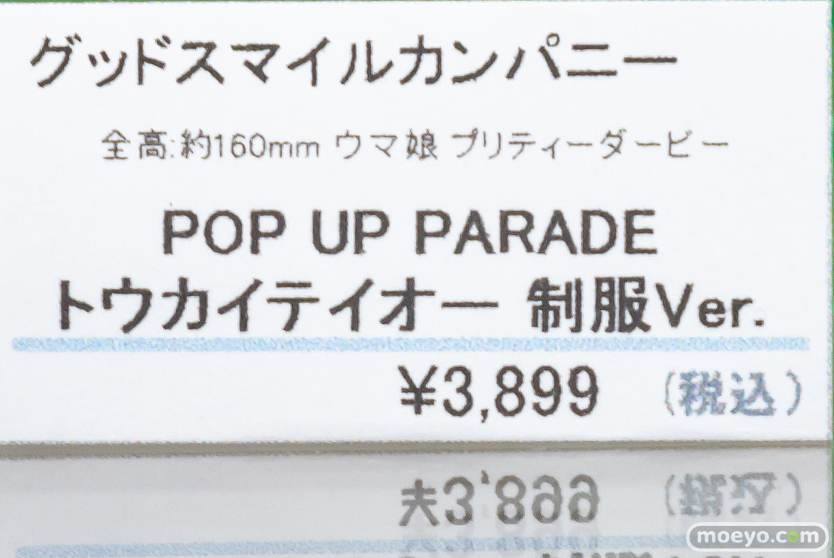 グッドスマイルカンパニー
全高:約160mm ウマ娘 プリティーダービー
POP UP PARADE
トウカイテイオー 制服Ver.
¥3,899 (税込)
moeyo.com